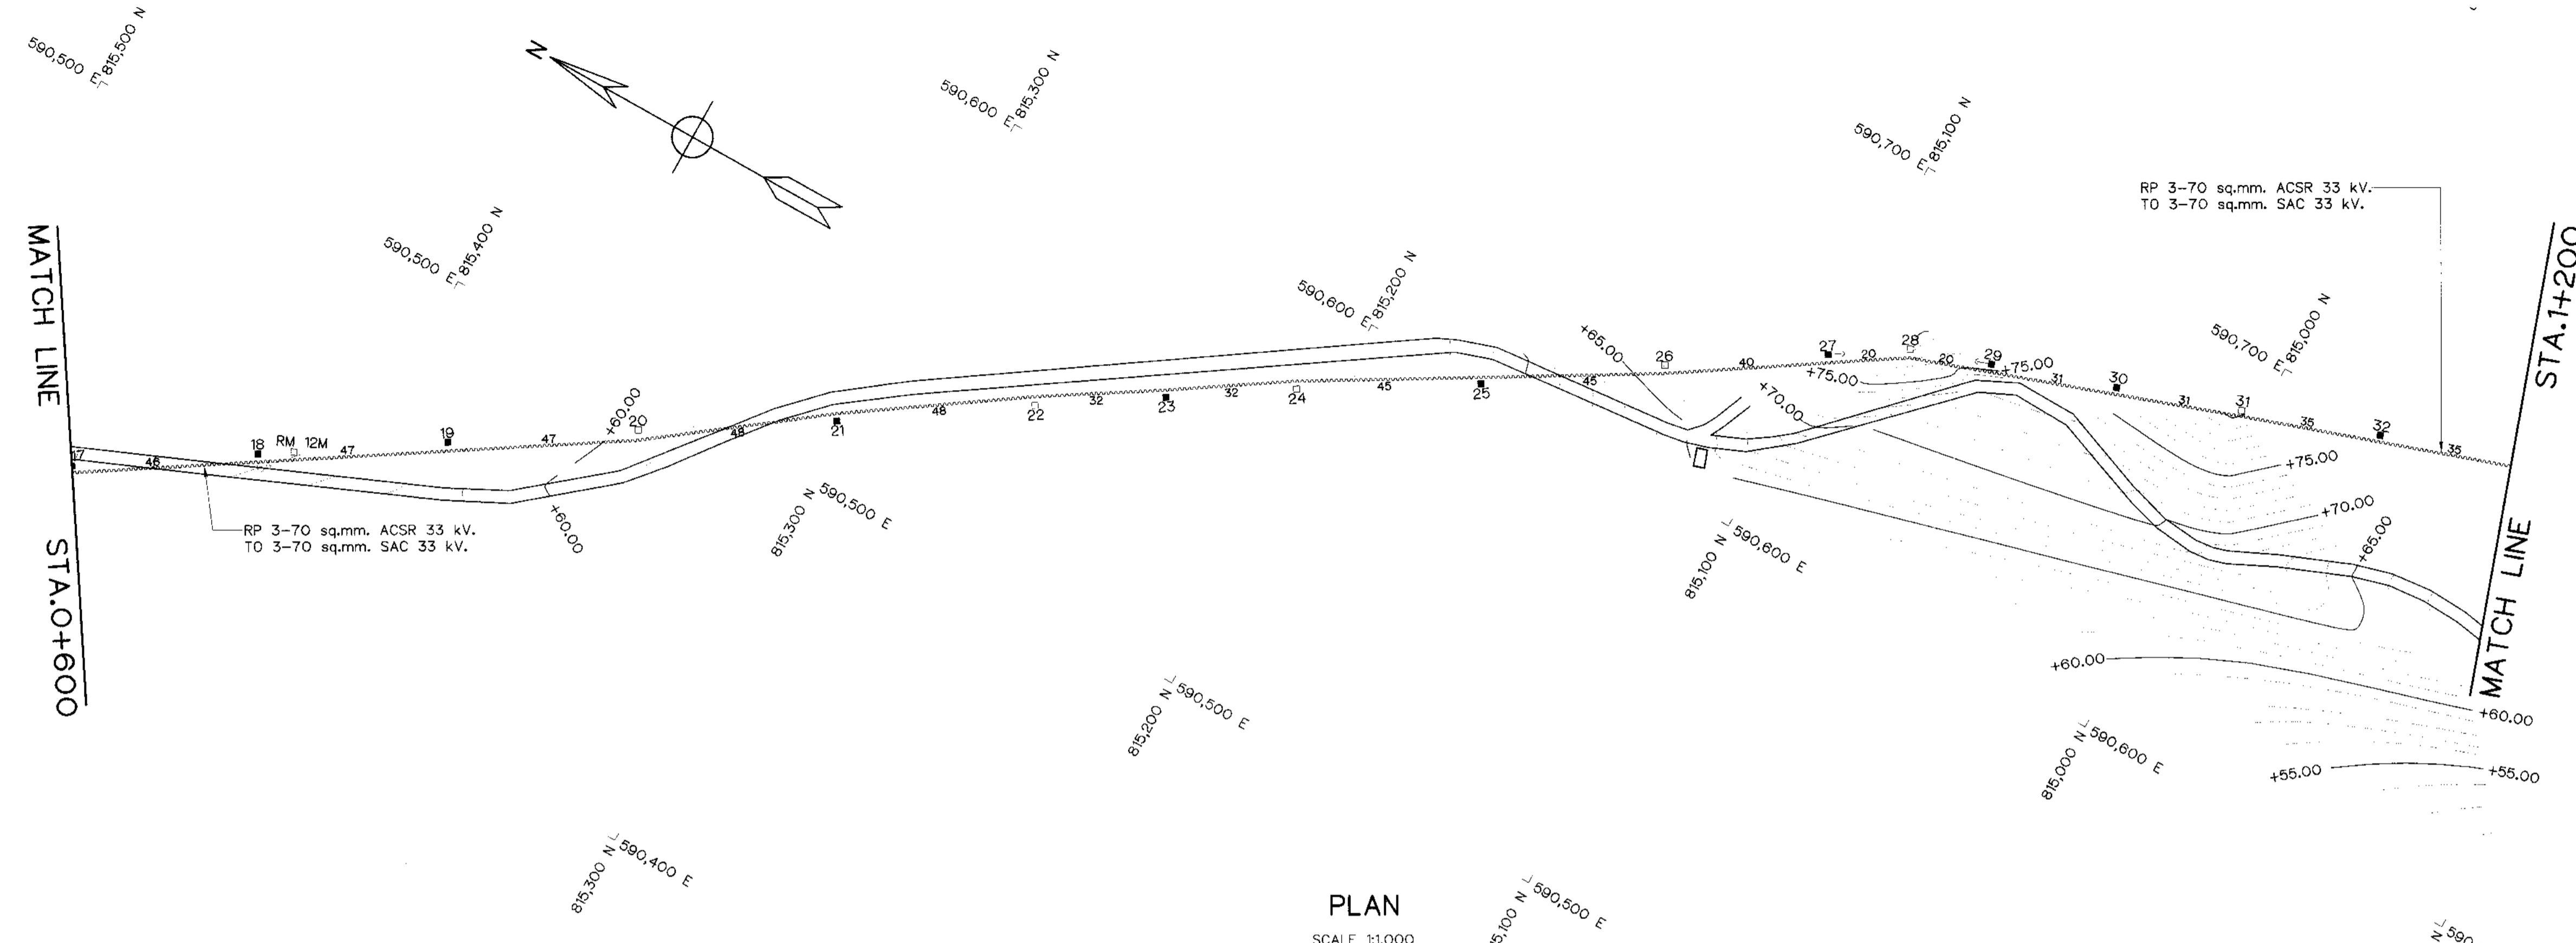 590,500 E
815,500 N
N
590,600 E
815,300 N
590,700 E
815,100 N
RP 3-70 sq.mm. ACSR 33 kV.
TO 3-70 sq.mm. SAC 33 kV.
MATCH LINE
STA.0+600
590,500 E
815,400 N
590,600 E
815,200 N
590,700 E
815,000 N
STA.1+200
MATCH LINE
17
46
18
RM 12M
47
19
47
+60.00
20
48
21
48
22
32
23
32
24
45
25
45
+65.00
26
40
27
20
28
20
29
+75.00
+75.00
+70.00
31
30
31
31
35
32
35
+75.00
+70.00
+65.00
RP 3-70 sq.mm. ACSR 33 kV.
TO 3-70 sq.mm. SAC 33 kV.
+60.00
815,300 N
590,500 E
815,100 N
590,600 E
+60.00
+60.00
815,200 N
590,500 E
815,000 N
590,600 E
+55.00
+55.00
815,300 N
590,400 E
PLAN
SCALE 1:1,000
590,500 E
N